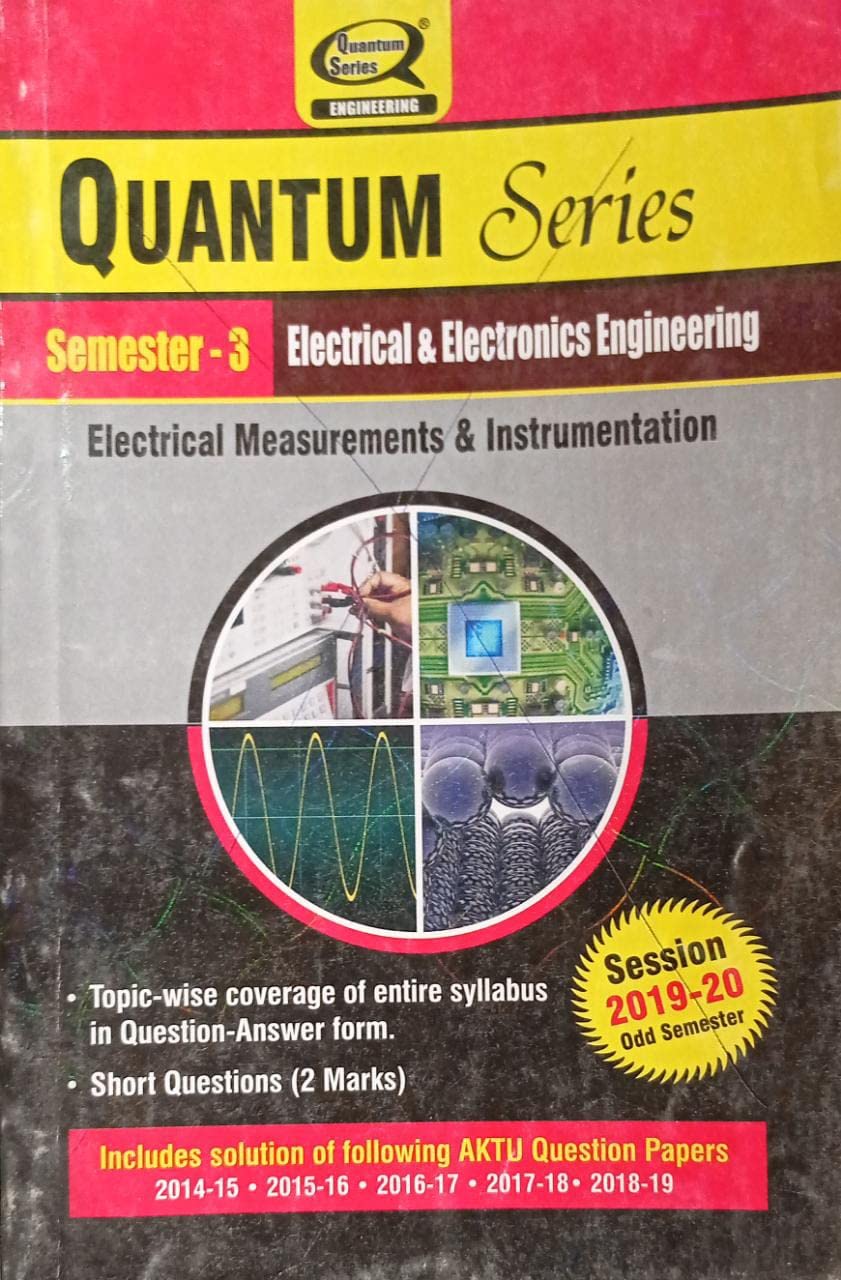 Quantum
Series
®
ENGINEERING
QUANTUM Series
Semester - 3
Electrical & Electronics Engineering
Electrical Measurements & Instrumentation
• Topic-wise coverage of entire syllabus
in Question-Answer form.
• Short Questions (2 Marks)
Session
2019-20
Odd Semester
Includes solution of following AKTU Question Papers
2014-15 • 2015-16 • 2016-17 • 2017-18• 2018-19